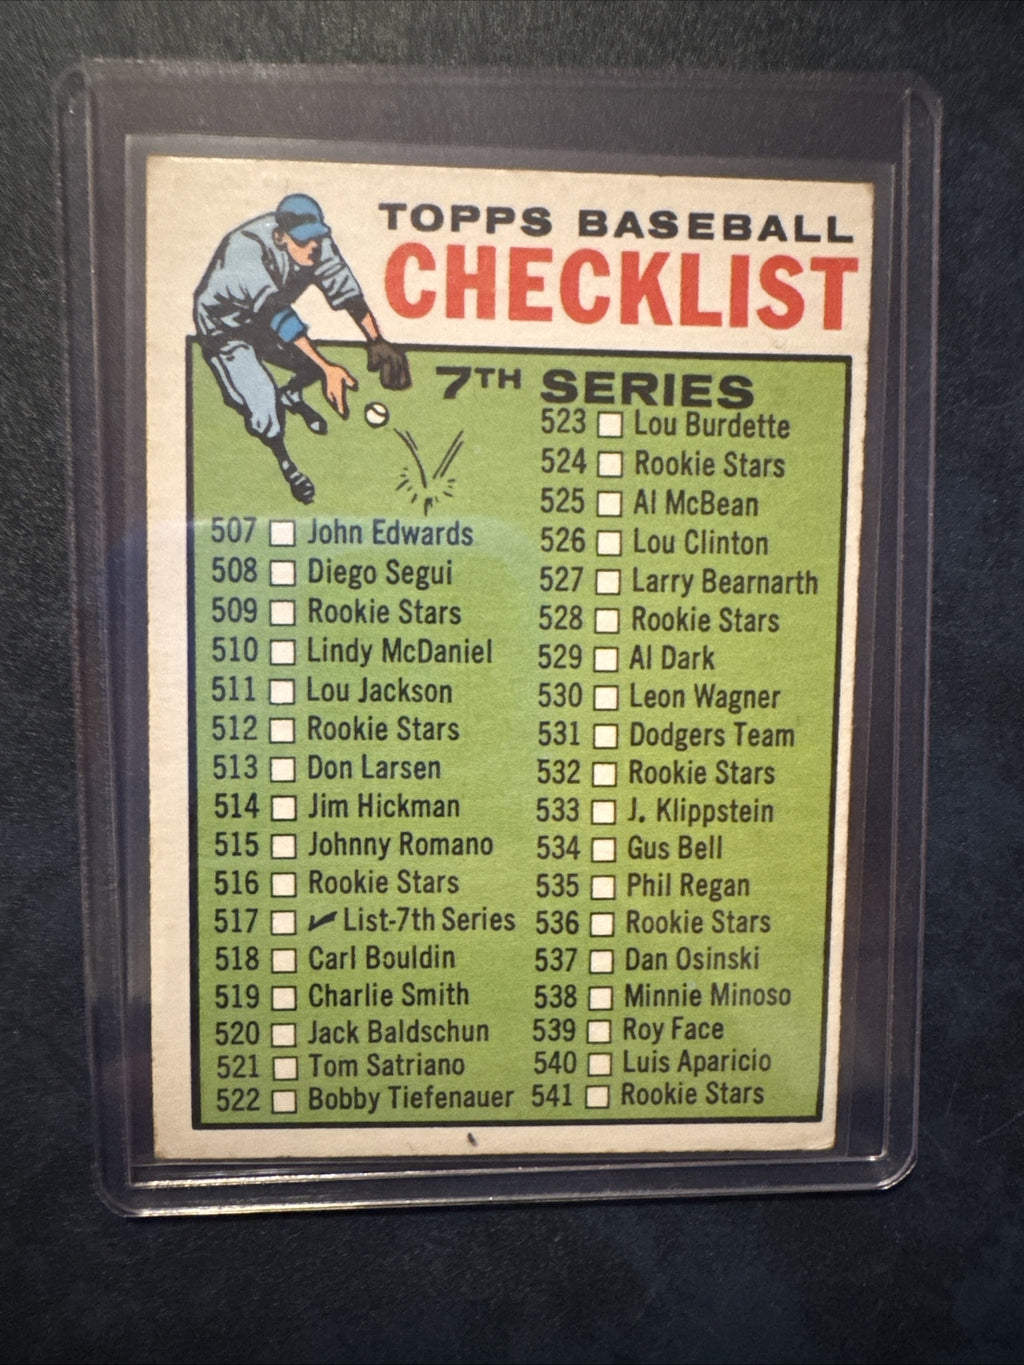 TOPPS BASEBALL
CHECKLIST
7TH SERIES
507 John Edwards
508 Diego Segui
509 Rookie Stars
510 Lindy McDaniel
511 Lou Jackson
512 Rookie Stars
513 Don Larsen
514 Jim Hickman
515 Johnny Romano
516 Rookie Stars
517 ✓ List-7th Series
518 Carl Bouldin
519 Charlie Smith
520 Jack Baldschun
521 Tom Satriano
522 Bobby Tiefenauer
523 Lou Burdette
524 Rookie Stars
525 Al McBean
526 Lou Clinton
527 Larry Bearnarth
528 Rookie Stars
529 Al Dark
530 Leon Wagner
531 Dodgers Team
532 Rookie Stars
533 J. Klippstein
534 Gus Bell
535 Phil Regan
536 Rookie Stars
537 Dan Osinski
538 Minnie Minoso
539 Roy Face
540 Luis Aparicio
541 Rookie Stars